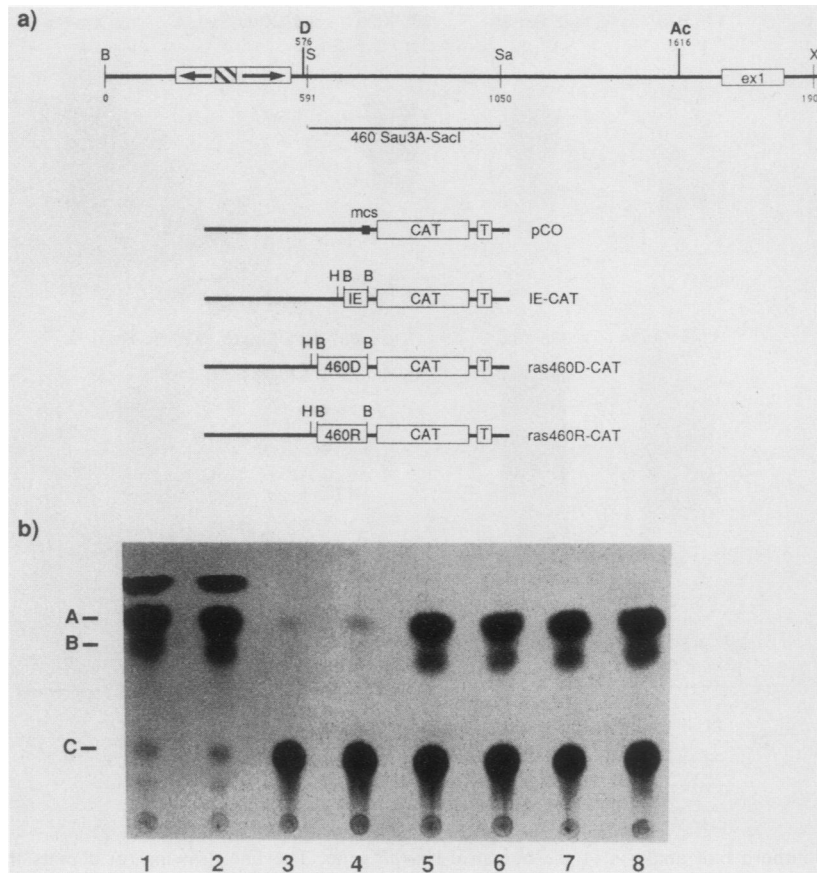 a)
D Ac
B 576 S Sa 1616 X
ex1
0 591 1050 190
460 Sau3A-SacI
mcs
CAT T pCO
H B B
IE CAT T IE-CAT
H B B
460D CAT T ras460D-CAT
H B B
460R CAT T ras460R-CAT
b)
A
B
C
1 2 3 4 5 6 7 8